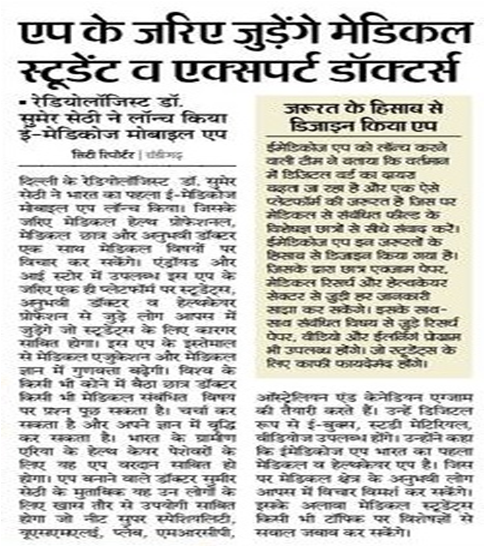 एप के जरिए जुड़ेंगे मेडिकल
स्टूडेंट व एक्सपर्ट डॉक्टर्स
▪ रेडियोलॉजिस्ट डॉ.
सुमेर सेठी ने लॉन्च किया
ई-मेडिकोज मोबाइल एप
सिटी रिपोर्टर / चंडीगढ़
दिल्ली के रेडियोलॉजिस्ट डॉ. सुमेर
सेठी ने भारत का पहला ई-मेडिकोज
मोबाइल एप लॉन्च किया। जिसके
जरिए मेडिकल हेल्थ प्रोफेशनल,
मेडिकल छात्र और अनुभवी डॉक्टर
एक साथ मेडिकल विषयों पर
विचार कर सकेंगे। एंड्रॉयड और
आई स्टोर में उपलब्ध इस एप के
जरिए एक ही प्लेटफॉर्म पर स्टूडेंट्स,
अनुभवी डॉक्टर व हेल्थकेयर
प्रोफेशन से जुड़े लोग आपस में
जुड़ेंगे जो स्टूडेंट्स के लिए कारगर
साबित होगा। इस एप के इस्तेमाल
से मेडिकल एजुकेशन और मेडिकल
ज्ञान में गुणवत्ता बढ़ेगी। विश्व के
किसी भी कोने में बैठा छात्र डॉक्टर
किसी भी मेडिकल संबंधित विषय
पर प्रश्न पूछ सकता है। चर्चा कर
सकता है और अपने ज्ञान में वृद्धि
कर सकता है। भारत के ग्रामीण
एरिया के हेल्थ केयर पेशेवरों के
लिए यह एप वरदान साबित हो
होगा। एप बनाने वाले डॉक्टर सुमीर
सेठी के मुताबिक यह उन लोगों के
लिए खास तौर से उपयोगी साबित
होगा जो नीट सुपर स्पेशियलिटी,
यूएसएमएलई, प्लेब, एमआरसीपी,
जरूरत के हिसाब से
डिजाइन किया एप
ईमेडिकोज एप को लॉन्च करने
वाली टीम ने बताया कि वर्तमान
में डिजिटल वर्ल्ड का दायरा
बढ़ता जा रहा है और एक ऐसे
प्लेटफॉर्म की जरूरत है जिस पर
मेडिकल से संबंधित फील्ड के
विशेषज्ञ छात्रों से सीधे संवाद करें।
ईमेडिकोज एप इन जरूरतों के
हिसाब से डिजाइन किया गया है।
जिसके द्वारा छात्र एग्जाम पेपर,
मेडिकल रिसर्च और हेल्थकेयर
सेक्टर से जुड़ी हर जानकारी
साझा कर सकेंगे। इसके साथ-
साथ संबंधित विषय से जुड़े रिसर्च
पेपर, वीडियो और ईलर्निंग प्रोग्राम
भी उपलब्ध होंगे। जो स्टूडेंट्स के
लिए काफी फायदेमंद होंगे।
ऑस्ट्रेलियन एंड केनेडियन एग्जाम
की तैयारी करते हैं। उन्हें डिजिटल
रूप से ई-बुक्स, स्टडी मेटिरियल,
वीडियोज उपलब्ध होंगे। उन्होंने कहा
कि ईमेडिकोज एप भारत का पहला
मेडिकल व हेल्थकेयर एप है। जिस
पर मेडिकल क्षेत्र के अनुभवी लोग
आपस में विचार विमर्श कर सकेंगे।
इसके अलावा मेडिकल स्टूडेंट्स
किसी भी टॉपिक पर विशेषज्ञों से
सवाल जवाब कर सकेंगे।